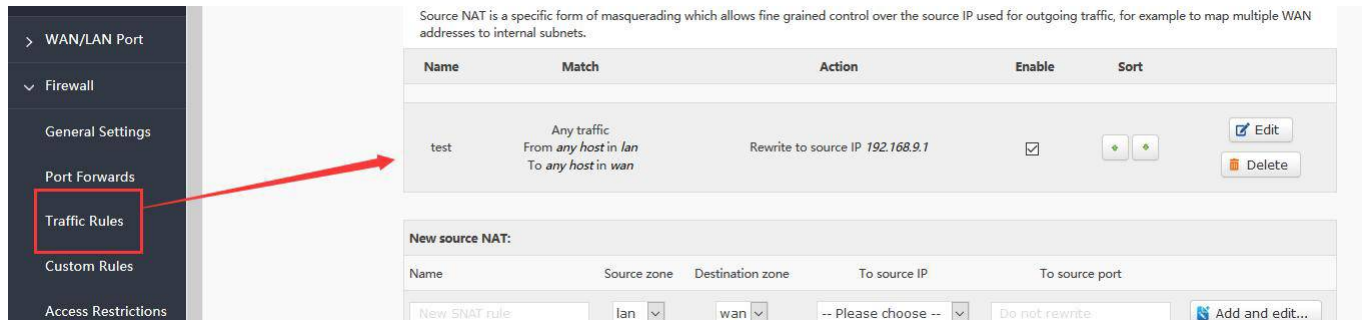 Source NAT is a specific form of masquerading which allows fine grained control over the source IP used for outgoing traffic, for example to map multiple WAN
addresses to internal subnets.
WAN/LAN Port
Firewall
General Settings
Port Forwards
Traffic Rules
Custom Rules
Access Restrictions
Name Match Action Enable Sort
test
Any traffic
From any host in lan
To any host in wan
Rewrite to source IP 192.168.9.1
Edit
Delete
New source NAT:
Name Source zone Destination zone To source IP To source port
New SNAT rule lan wan -- Please choose -- Do not rewrite Add and edit...